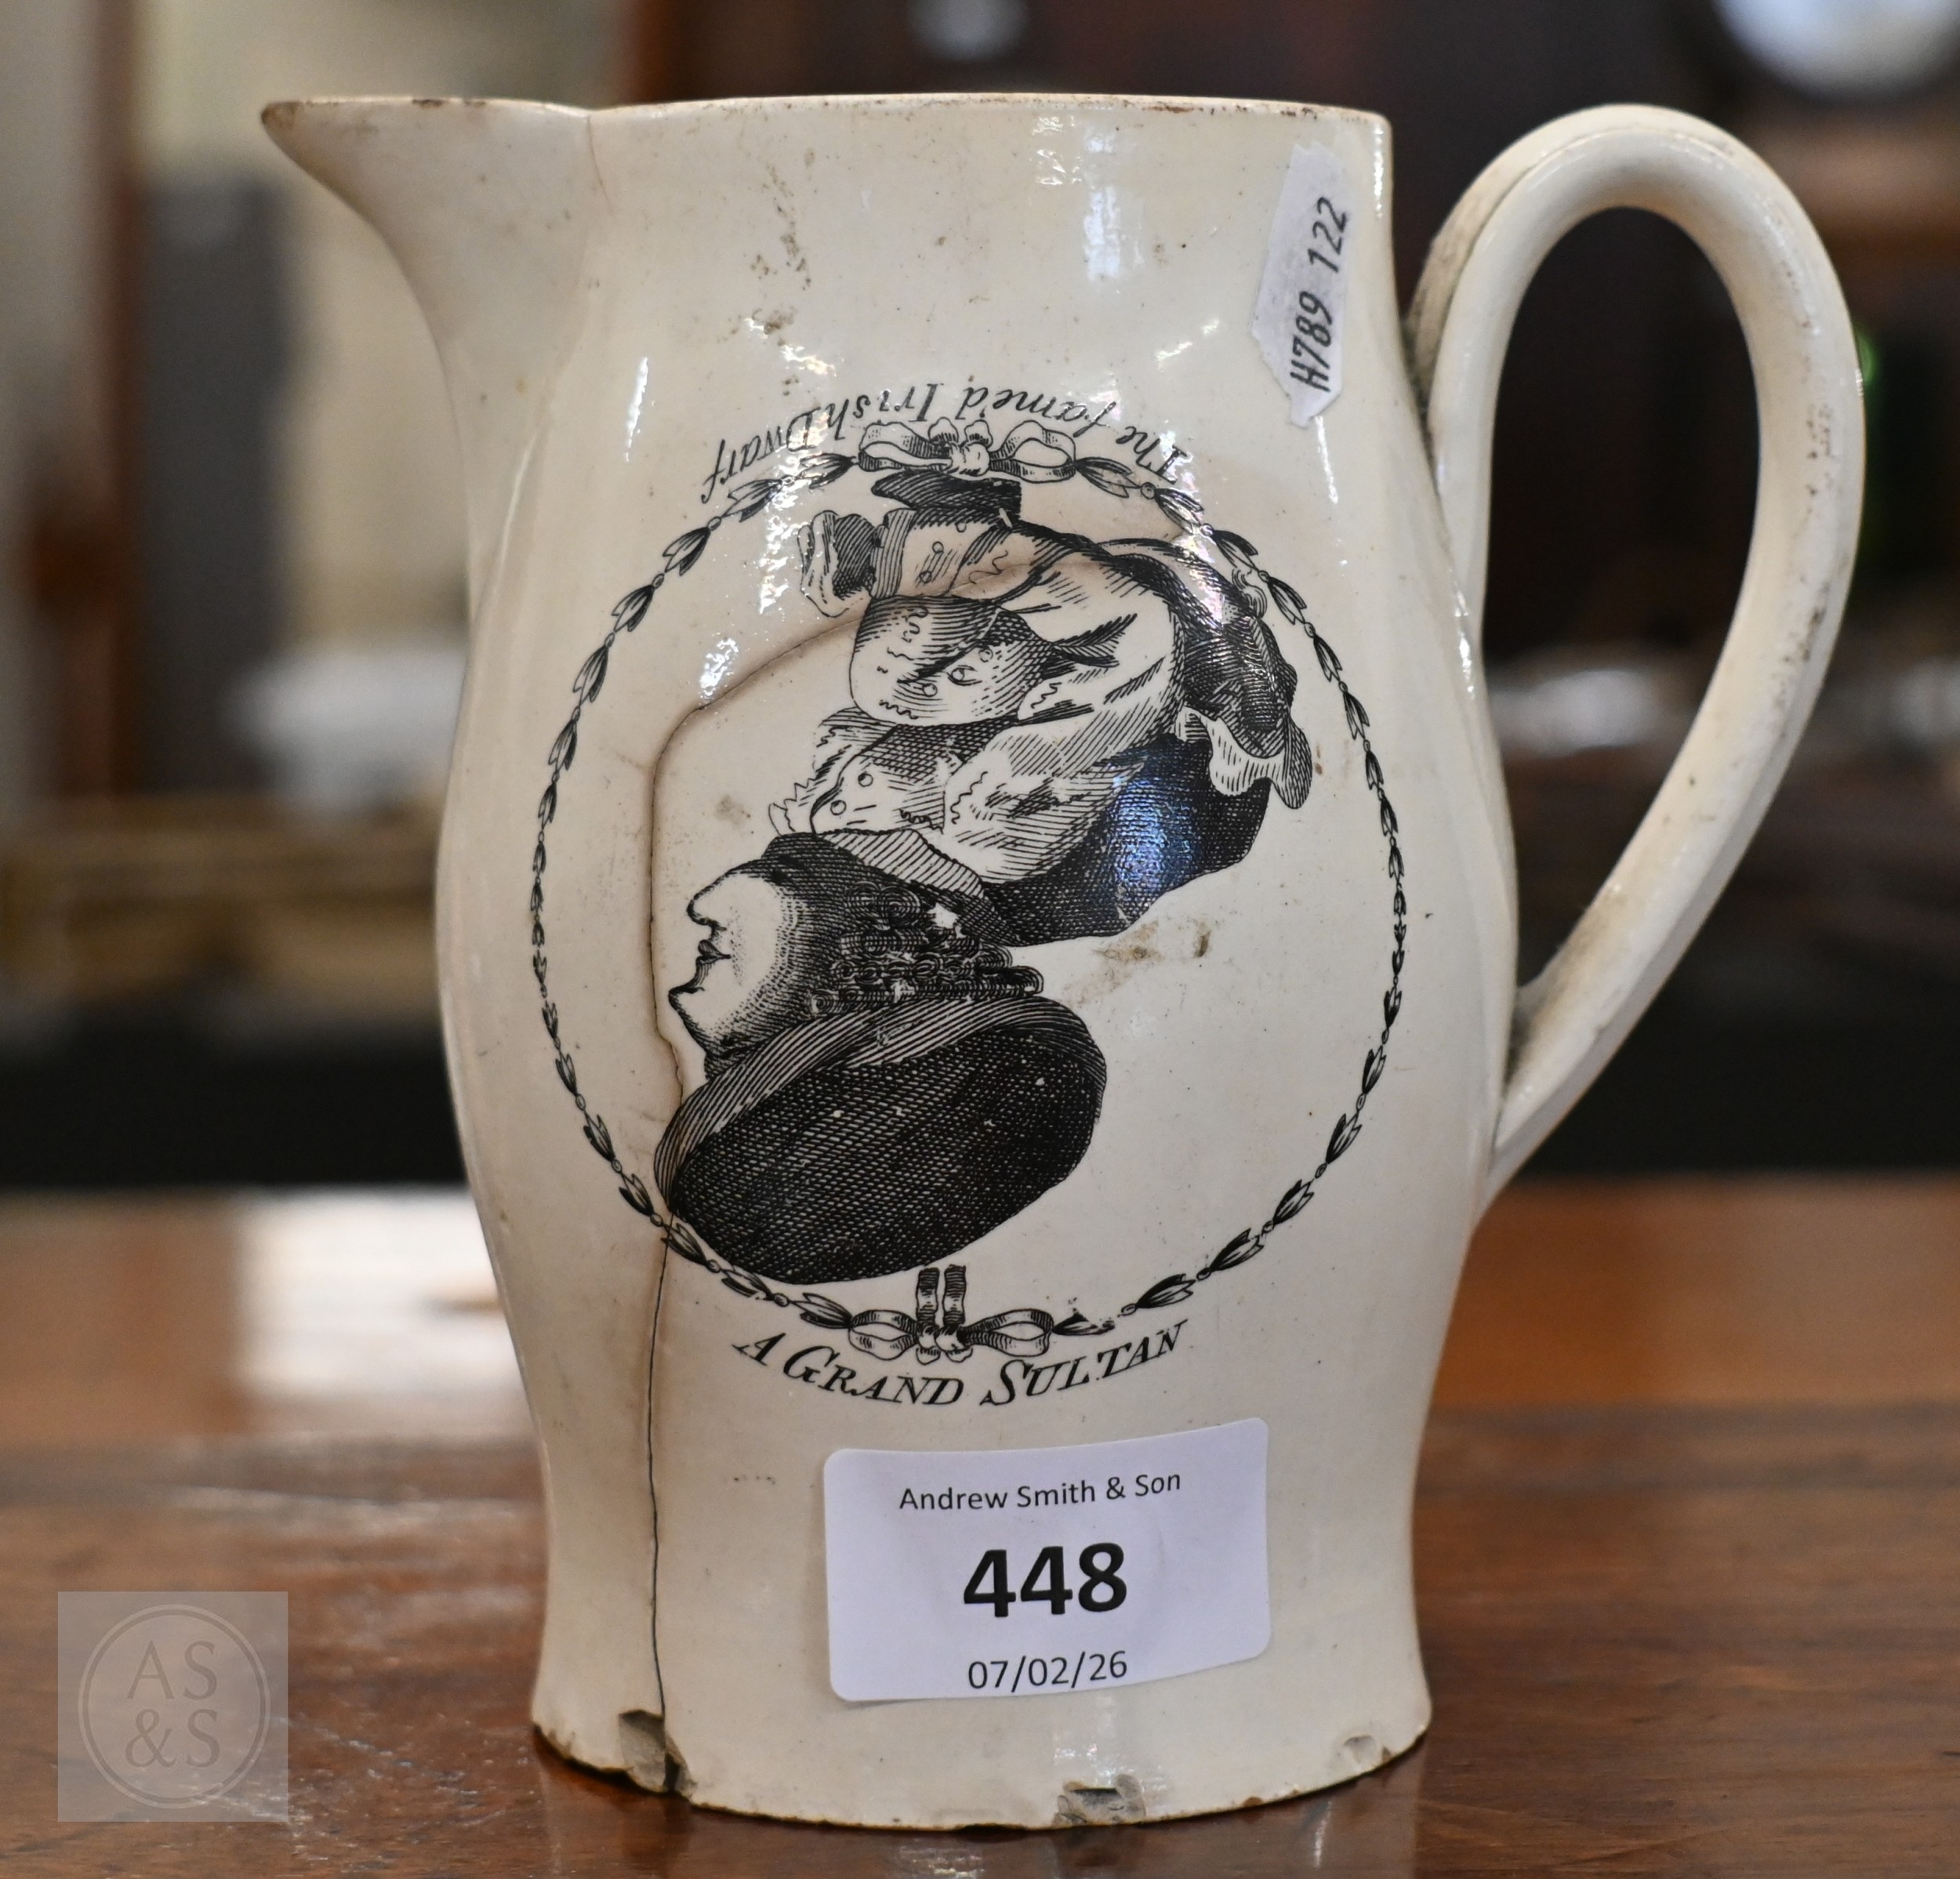 H789 122
The famed Irish Dwarf
A GRAND SULTAN
Andrew Smith & Son
448
07/02/26
AS
&S